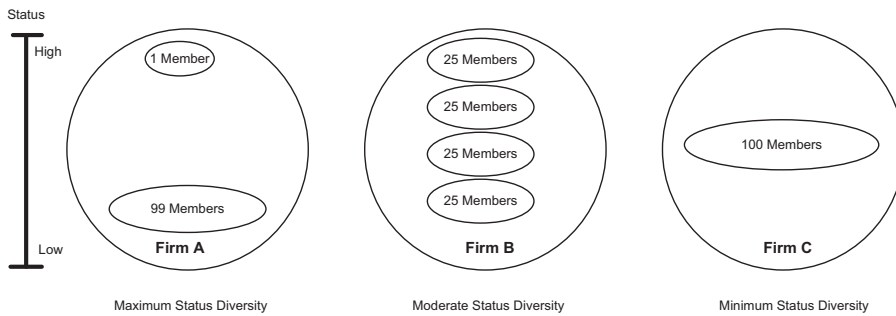 Status
High
Low
1 Member
99 Members
Firm A
Maximum Status Diversity
25 Members
25 Members
25 Members
25 Members
Firm B
Moderate Status Diversity
100 Members
Firm C
Minimum Status Diversity